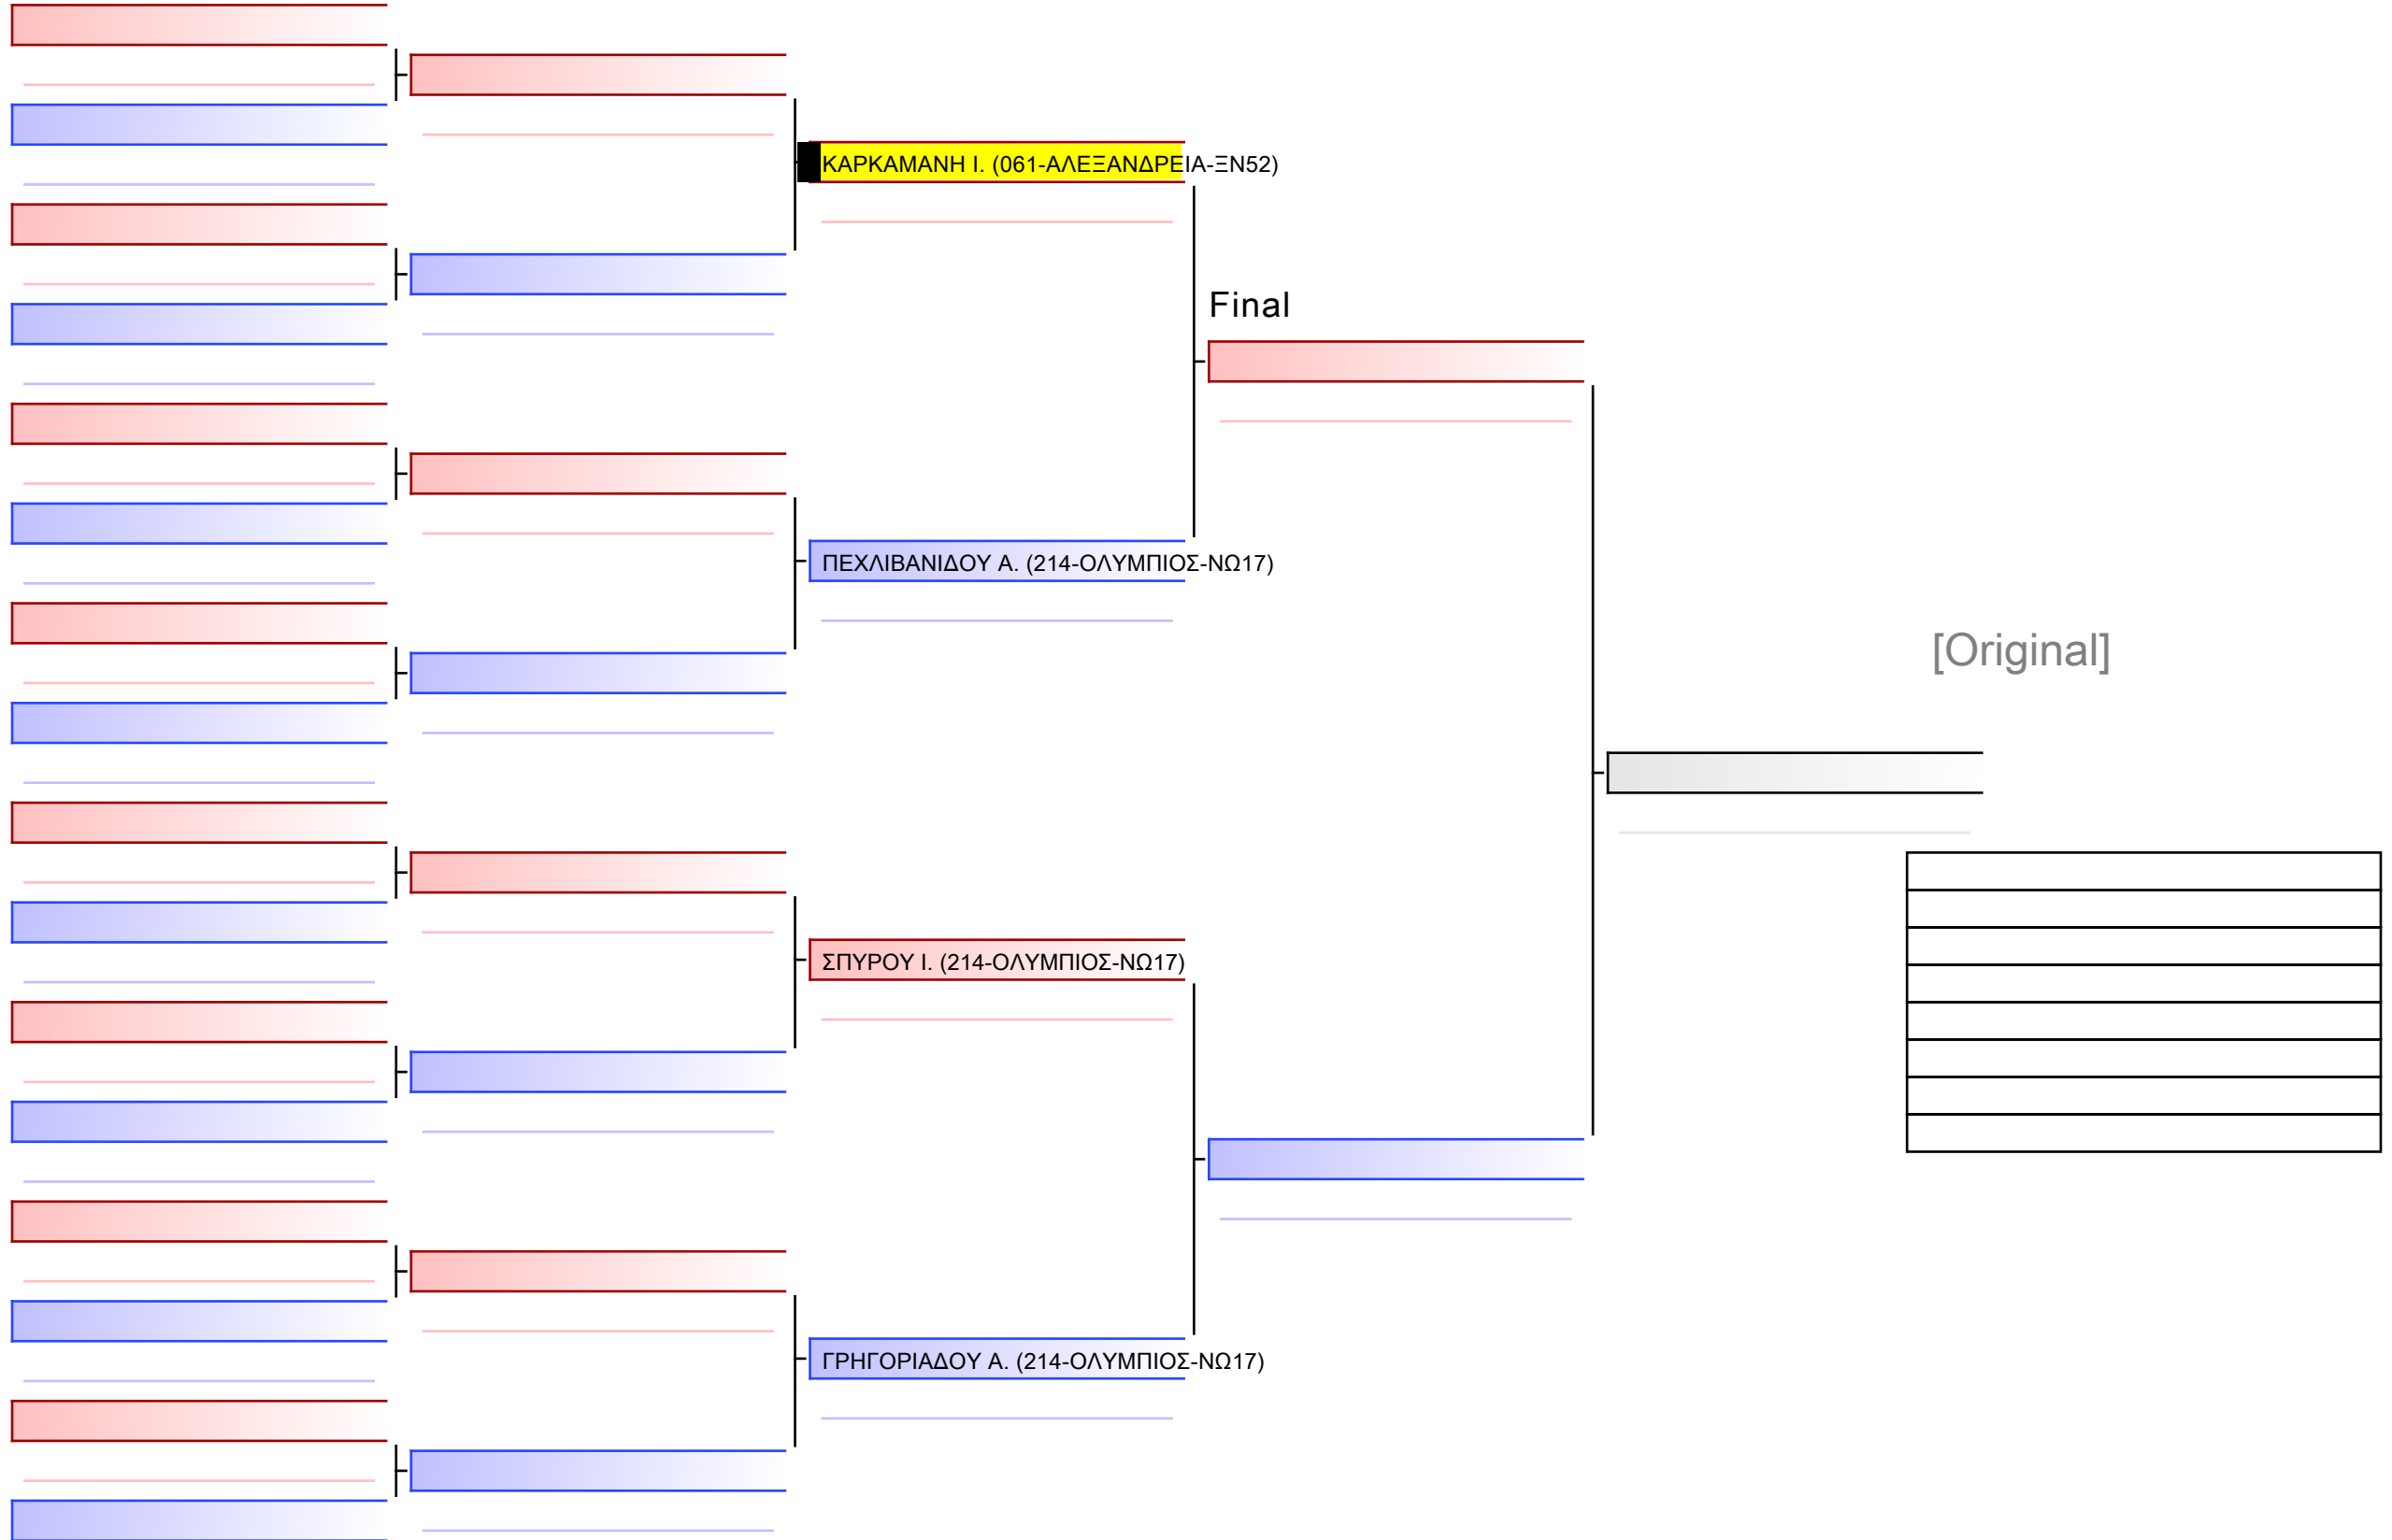 ΚΑΡΚΑΜΑΝΗ Ι. (061-ΑΛΕΞΑΝΔΡΕΙΑ-ΞΝ52)
Final
ΠΕΧΛΙΒΑΝΙΔΟΥ Α. (214-ΟΛΥΜΠΙΟΣ-ΝΩ17)
[Original]
ΣΠΥΡΟΥ Ι. (214-ΟΛΥΜΠΙΟΣ-ΝΩ17)
ΓΡΗΓΟΡΙΑΔΟΥ Α. (214-ΟΛΥΜΠΙΟΣ-ΝΩ17)